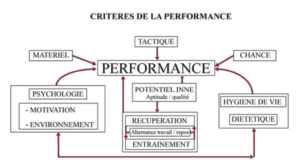 CRITERES DE LA PERFORMANCE
TACTIQUE
MATERIEL
CHANCE
PERFORMANCE
PSYCHOLOGIE
- MOTIVATION
- ENVIRONNEMENT
POTENTIEL INNE
Aptitude / qualité
HYGIENE DE VIE
DIETETIQUE
RECUPERATION
(Alternance travail / repos)
ENTRAINEMENT